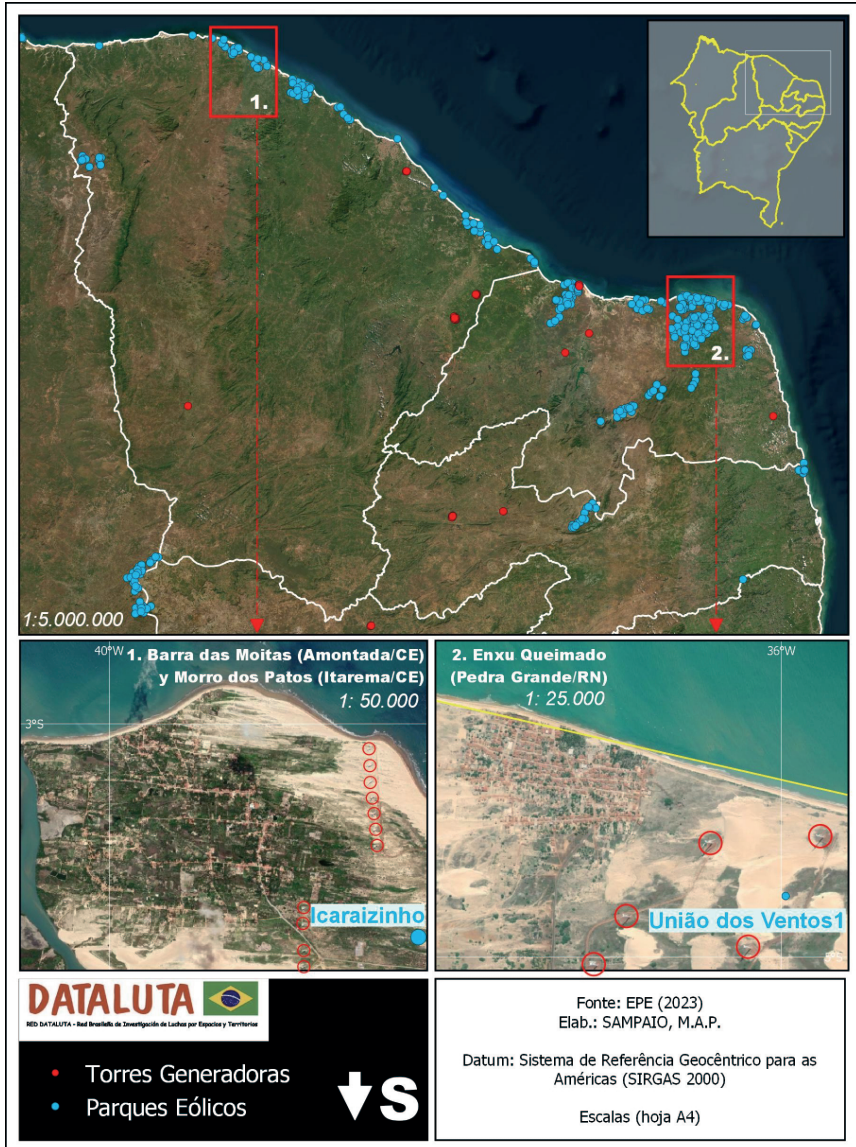 1.
2.
1:5.000.000
40°W
1. Barra das Moitas (Amontada/CE)
y Morro dos Patos (Itarema/CE)
1: 50.000
3°S
Icaraizinho
36°W
2. Enxu Queimado
(Pedra Grande/RN)
1: 25.000
União dos Ventos1
DATALUTA
RED DATALUTA - Red Brasileña de Investigación de Luchas por Espacios y Territorios
Torres Generadoras
Parques Eólicos
S
Fonte: EPE (2023)
Elab.: SAMPAIO, M.A.P.
Datum: Sistema de Referência Geocêntrico para as
Américas (SIRGAS 2000)
Escalas (hoja A4)